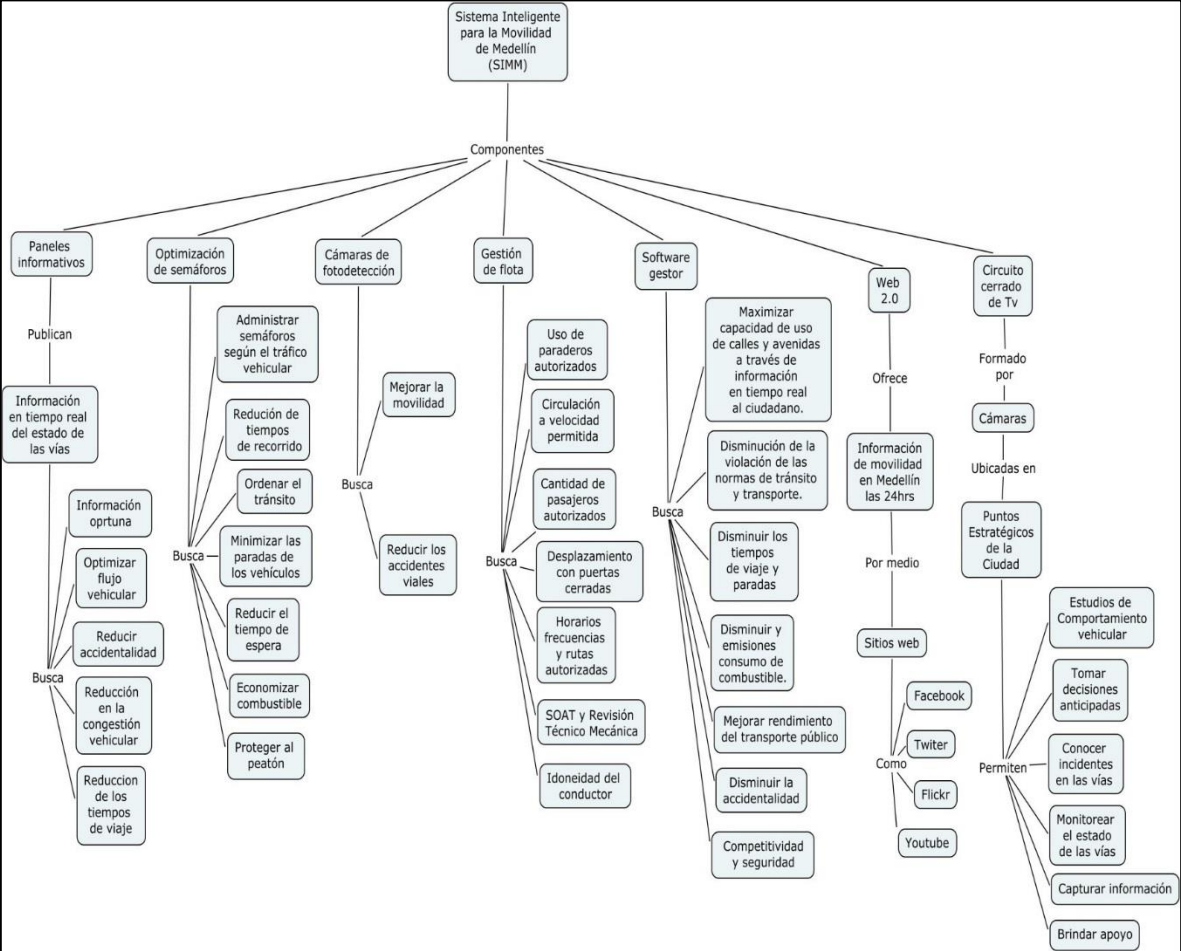 Sistema Inteligente
para la Movilidad
de Medellín
(SIMM)
Componentes
Paneles
informativos
Publican
Información
en tiempo real
del estado de
las vías
Busca
Información
oprtuna
Optimizar
flujo
vehicular
Reducir
accidentalidad
Reducción
en la
congestión
vehicular
Reduccion
de los
tiempos
de viaje
Optimización
de semáforos
Busca
Administrar
semáforos
según el tráfico
vehicular
Redución de
tiempos
de recorrido
Ordenar el
tránsito
Minimizar las
paradas de
los vehículos
Reducir el
tiempo de
espera
Economizar
combustible
Proteger al
peatón
Cámaras de
fotodetección
Busca
Mejorar la
movilidad
Reducir los
accidentes
viales
Gestión
de flota
Busca
Uso de
paraderos
autorizados
Circulación
a velocidad
permitida
Cantidad de
pasajeros
autorizados
Desplazamiento
con puertas
cerradas
Horarios
frecuencias
y rutas
autorizadas
SOAT y Revisión
Técnico Mecánica
Idoneidad del
conductor
Software
gestor
Busca
Maximizar
capacidad de uso
de calles y avenidas
a través de
información
en tiempo real
al ciudadano.
Disminución de la
violación de las
normas de tránsito
y transporte.
Disminuir los
tiempos
de viaje y
paradas
Disminuir y
emisiones
consumo de
combustible.
Mejorar rendimiento
del transporte público
Disminuir la
accidentalidad
Competitividad
y seguridad
Web
2.0
Ofrece
Información
de movilidad
en Medellín
las 24hrs
Por medio
Sitios web
Como
Facebook
Twiter
Flickr
Youtube
Circuito
cerrado
de Tv
Formado
por
Cámaras
Ubicadas en
Puntos
Estratégicos
de la
Ciudad
Permiten
Estudios de
Comportamiento
vehicular
Tomar
decisiones
anticipadas
Conocer
incidentes
en las vías
Monitorear
el estado
de las vías
Capturar información
Brindar apoyo